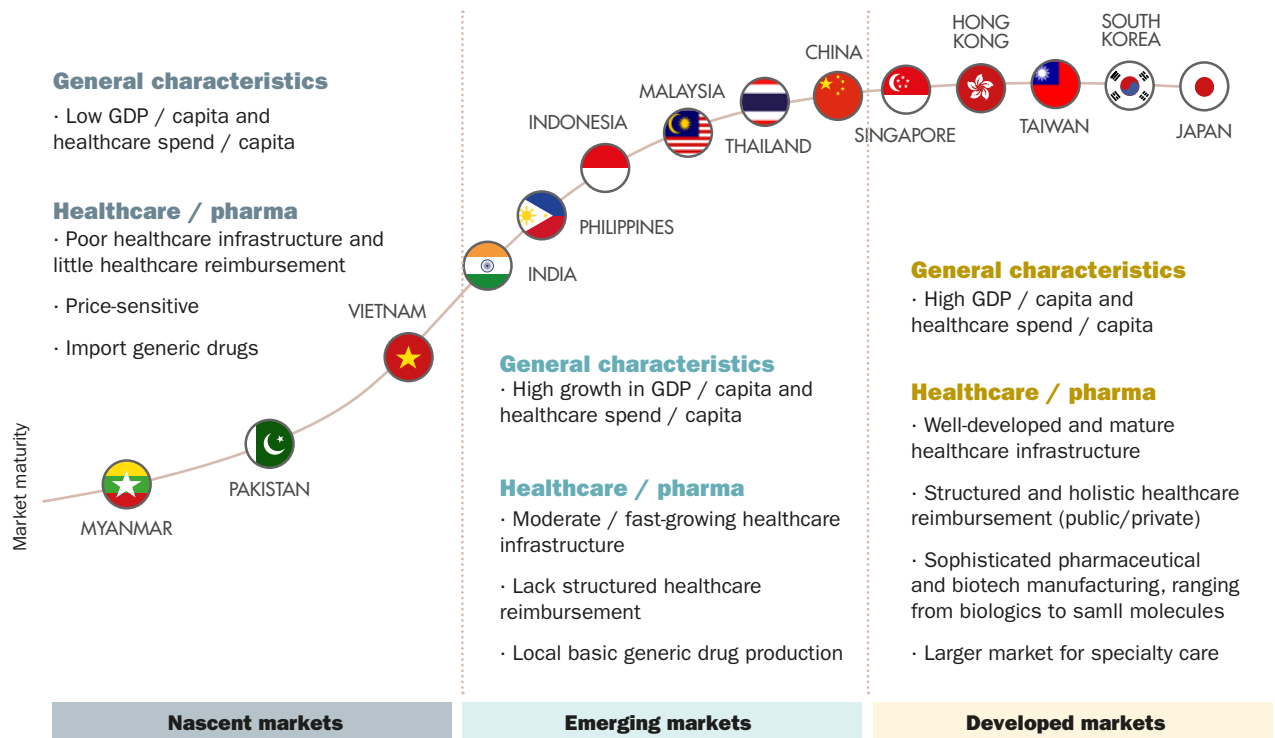 General characteristics
· Low GDP / capita and
healthcare spend / capita
Healthcare / pharma
· Poor healthcare infrastructure and
little healthcare reimbursement
· Price-sensitive
· Import generic drugs
Market maturity
MYANMAR
PAKISTAN
VIETNAM
INDIA
PHILIPPINES
INDONESIA
MALAYSIA
THAILAND
CHINA
SINGAPORE
HONG
KONG
TAIWAN
SOUTH
KOREA
JAPAN
General characteristics
· High growth in GDP / capita and
healthcare spend / capita
Healthcare / pharma
· Moderate / fast-growing healthcare
infrastructure
· Lack structured healthcare
reimbursement
· Local basic generic drug production
General characteristics
· High GDP / capita and
healthcare spend / capita
Healthcare / pharma
· Well-developed and mature
healthcare infrastructure
· Structured and holistic healthcare
reimbursement (public/private)
· Sophisticated pharmaceutical
and biotech manufacturing, ranging
from biologics to samll molecules
· Larger market for specialty care
Nascent markets
Emerging markets
Developed markets